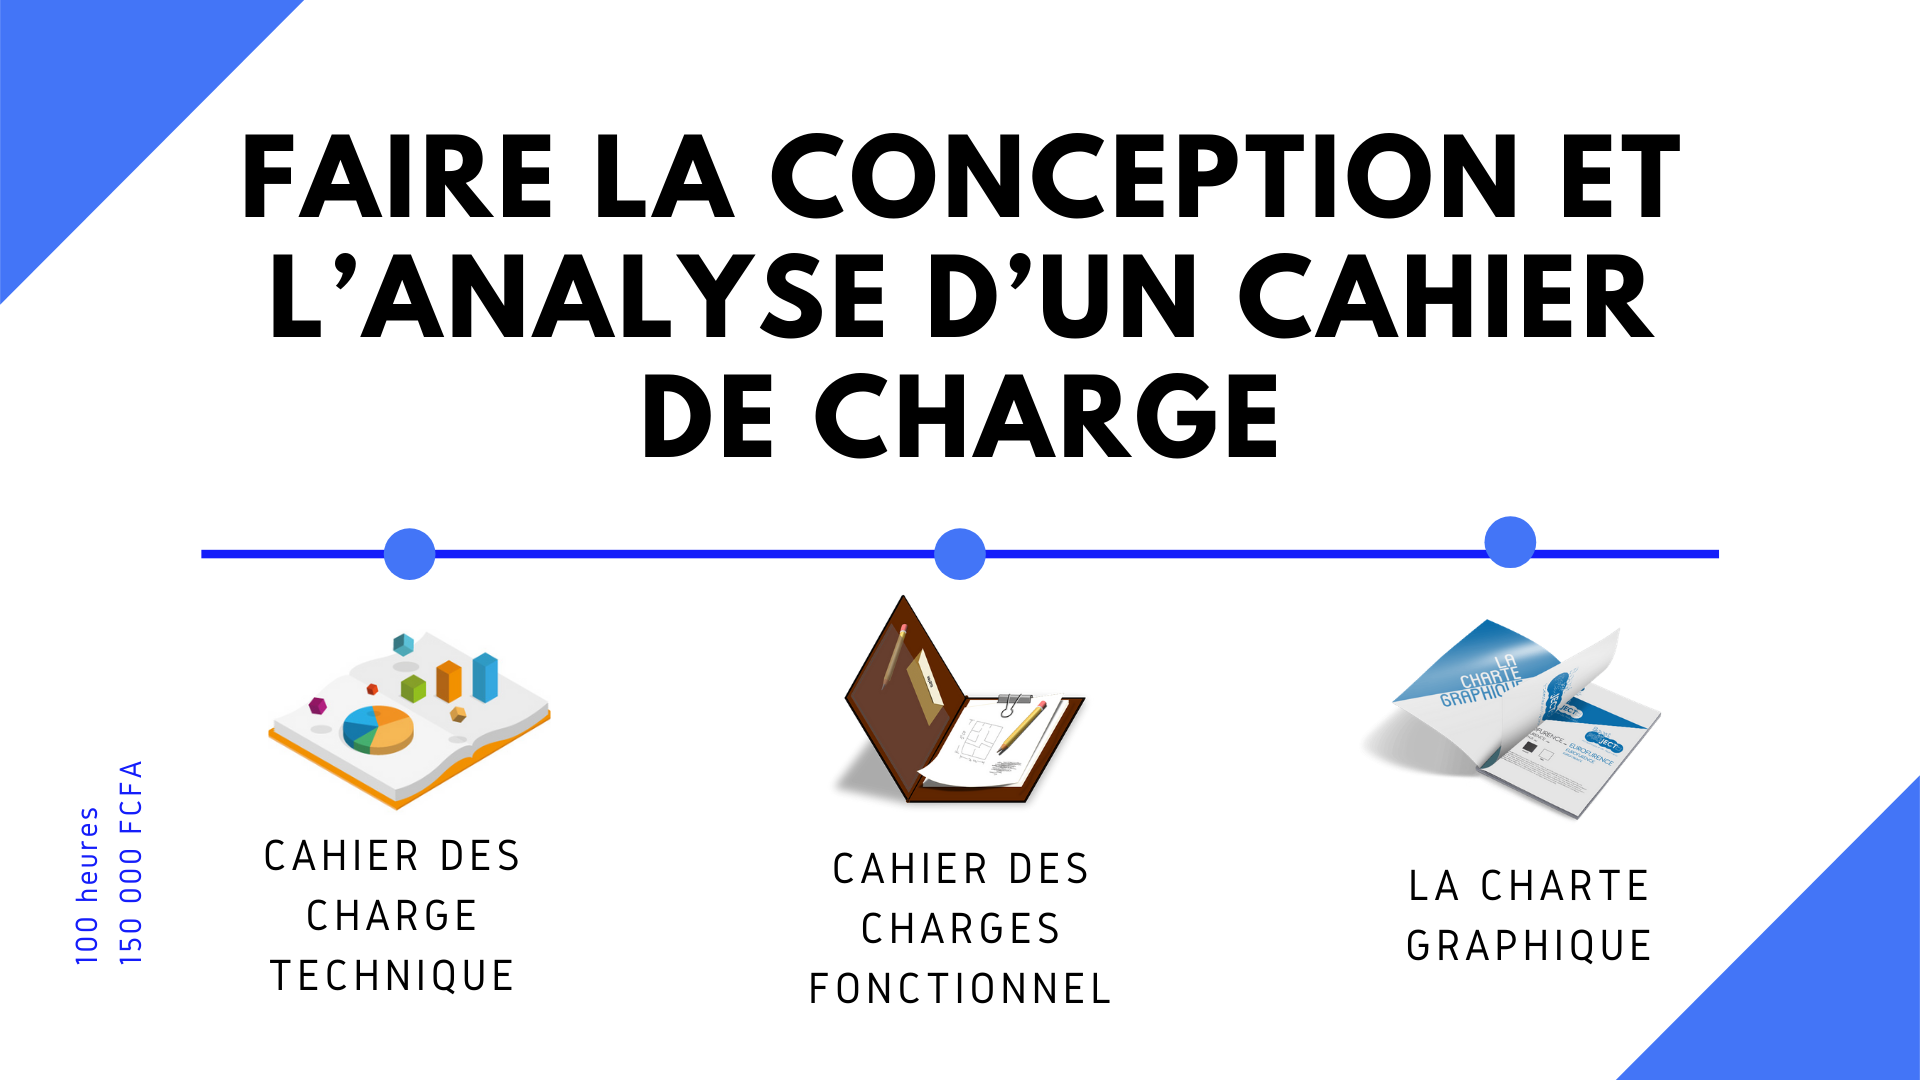 FAIRE LA CONCEPTION ET
L’ANALYSE D’UN CAHIER
DE CHARGE
LA
CHARTE
GRAPHIQUE
CAHIER DES
CHARGE
TECHNIQUE
CAHIER DES
CHARGES
FONCTIONNEL
LA CHARTE
GRAPHIQUE
100 heures
150 000 FCFA